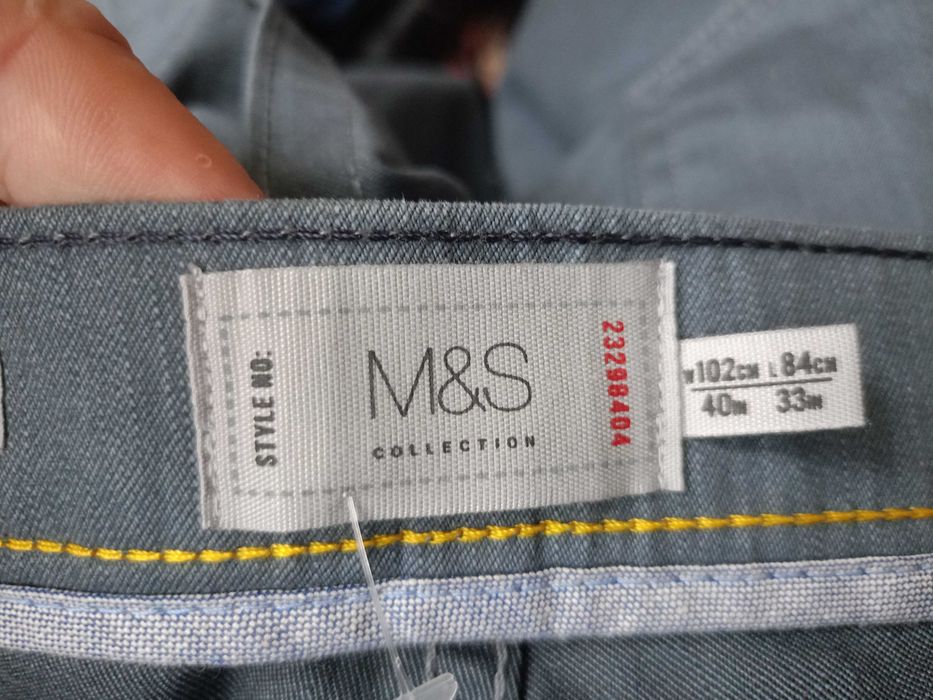 STYLE NO:
M&S
COLLECTION
23298404
W102CM L84CM
40IN 33IN